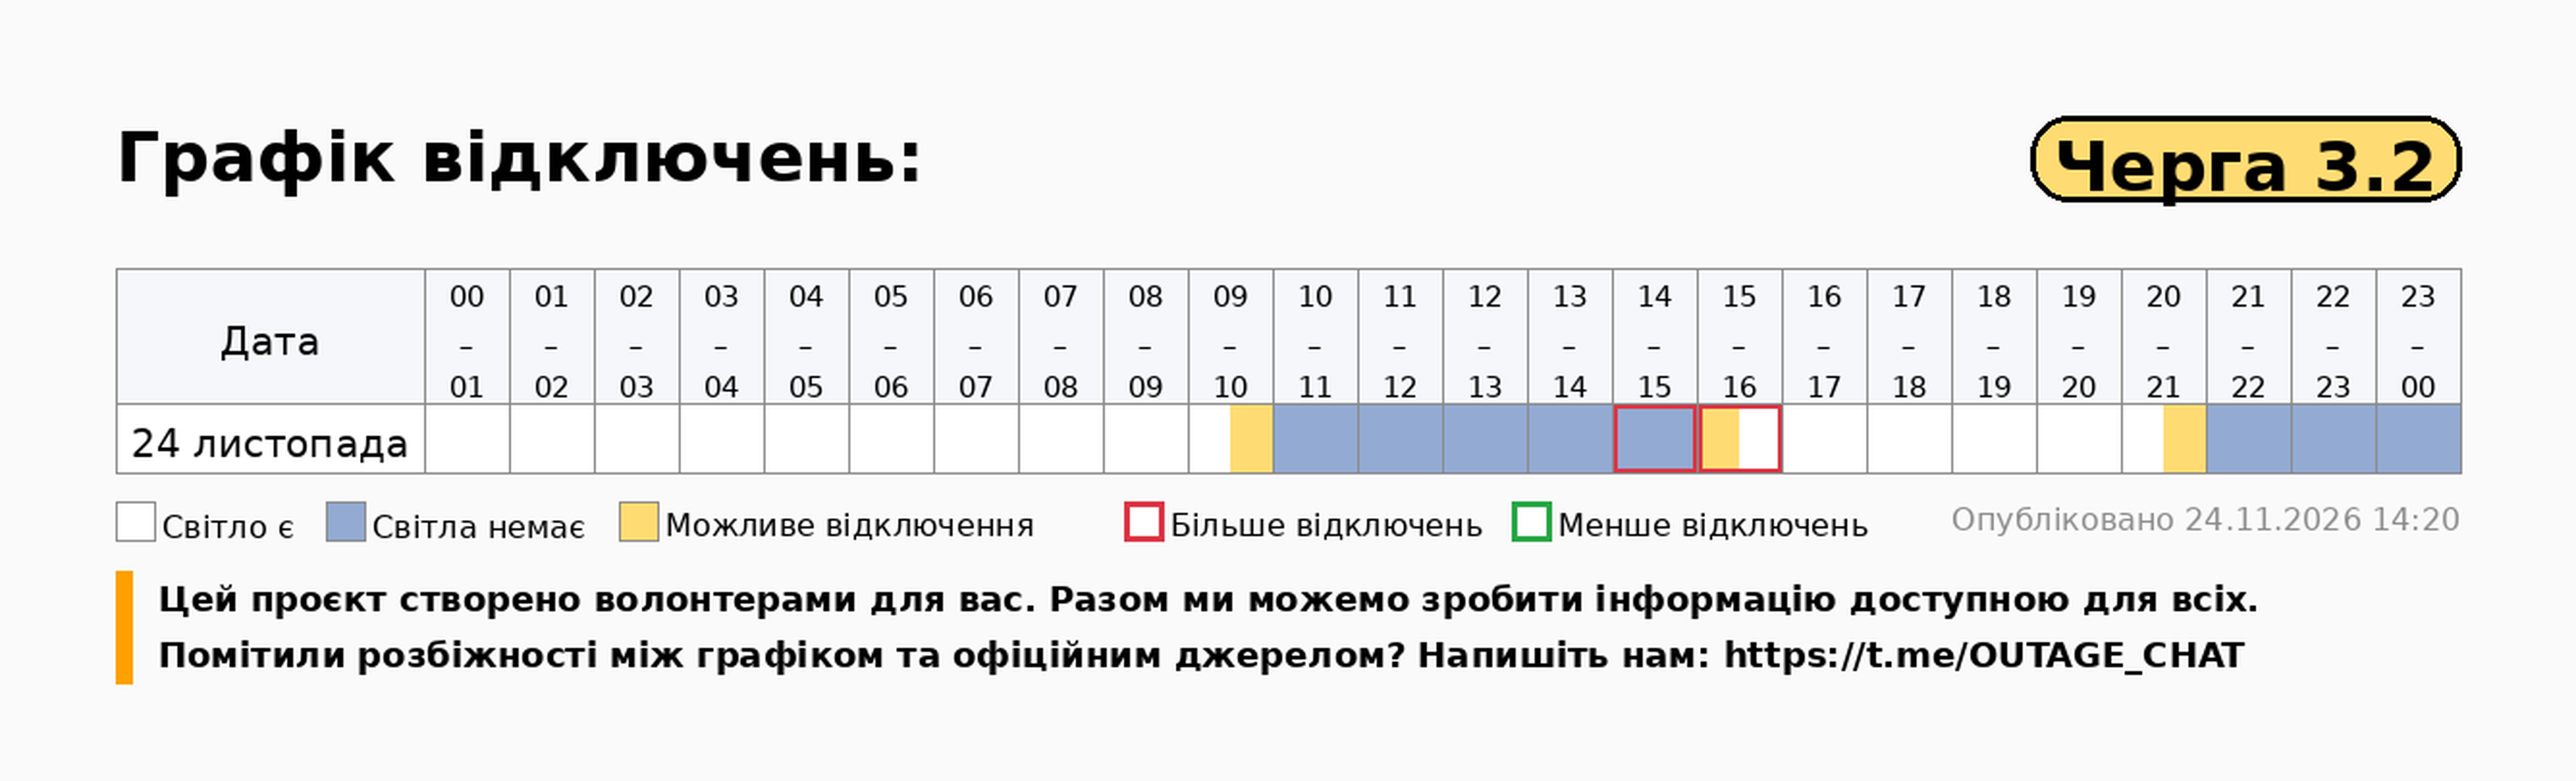 Графік відключень:
Черга 3.2
Дата
00 – 01
01 – 02
02 – 03
03 – 04
04 – 05
05 – 06
06 – 07
07 – 08
08 – 09
09 – 10
10 – 11
11 – 12
12 – 13
13 – 14
14 – 15
15 – 16
16 – 17
17 – 18
18 – 19
19 – 20
20 – 21
21 – 22
22 – 23
23 – 00
24 листопада
Світло є
Світла немає
Можливе відключення
Більше відключень
Менше відключень
Опубліковано 24.11.2026 14:20
Цей проєкт створено волонтерами для вас. Разом ми можемо зробити інформацію доступною для всіх.
Помітили розбіжності між графіком та офіційним джерелом? Напишіть нам: https://t.me/OUTAGE_CHAT